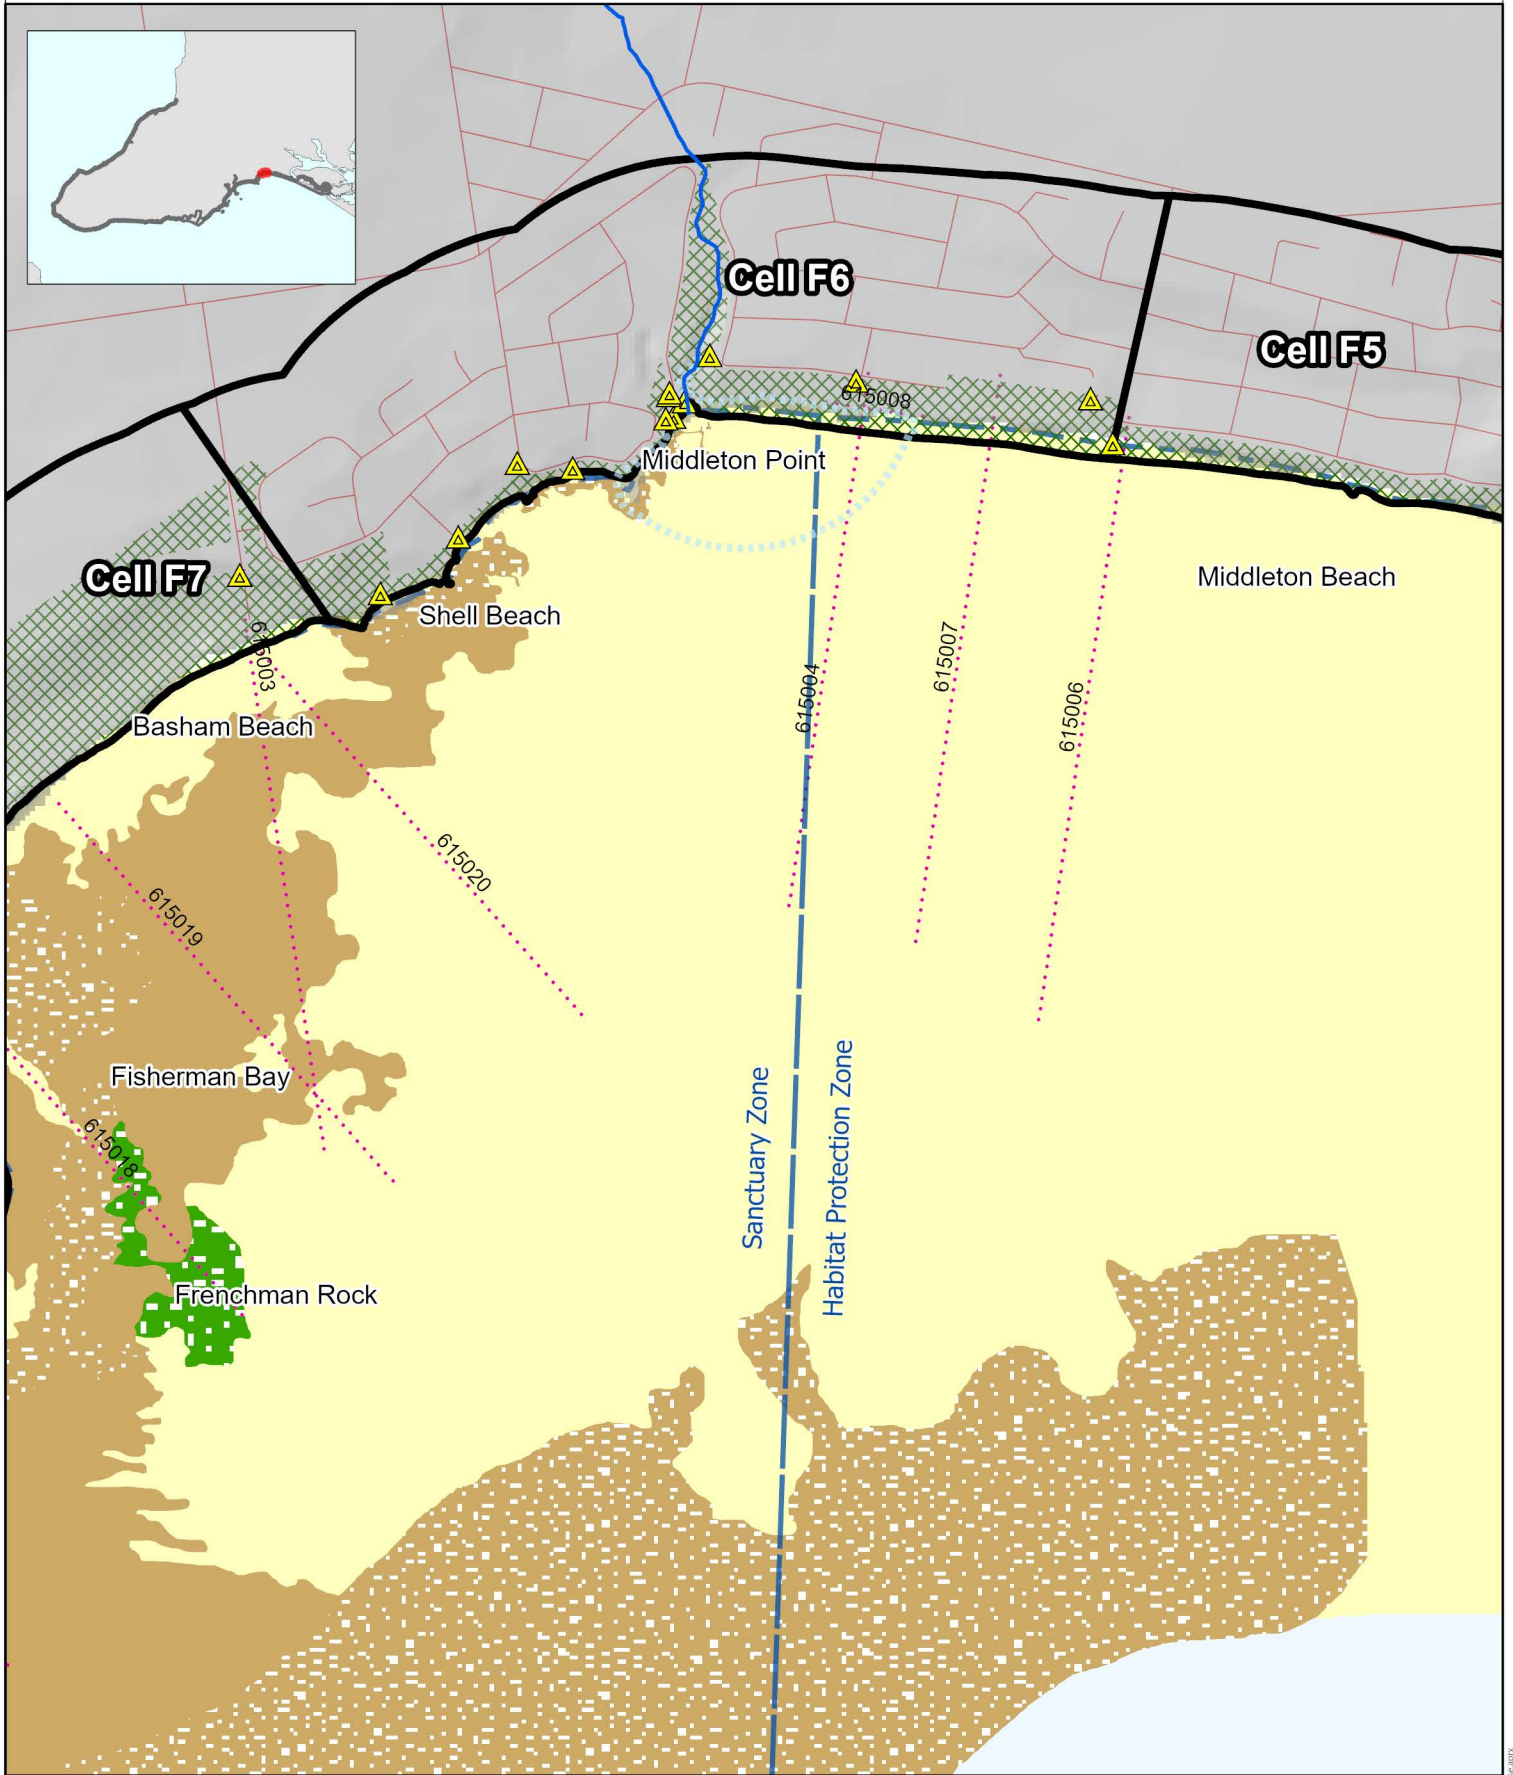 Cell F6
Cell F5
615008
Middleton Point
Cell F7
Middleton Beach
Shell Beach
615003
615007
615004
615006
Basham Beach
615020
615019
Fisherman Bay
Sanctuary Zone
Habitat Protection Zone
615018
Frenchman Rock